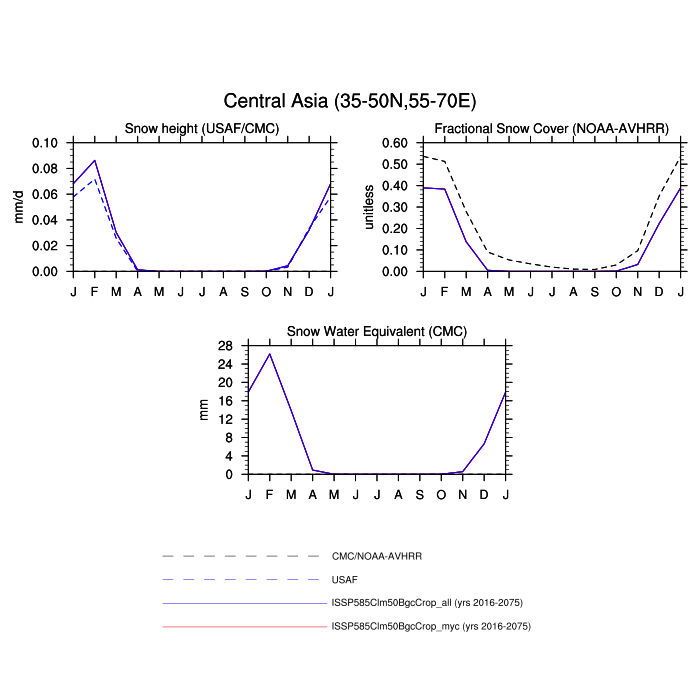 Central Asia (35-50N,55-70E)
Snow height (USAF/CMC)
0.10
0.08
0.06
0.04
0.02
0.00
mm/d
J F M A M J J A S O N D J
Fractional Snow Cover (NOAA-AVHRR)
0.60
0.50
0.40
0.30
0.20
0.10
0.00
unitless
J F M A M J J A S O N D J
Snow Water Equivalent (CMC)
28
24
20
16
12
8
4
0
mm
J F M A M J J A S O N D J
CMC/NOAA-AVHRR
USAF
ISSP585Clm50BgcCrop_all (yrs 2016-2075)
ISSP585Clm50BgcCrop_myc (yrs 2016-2075)